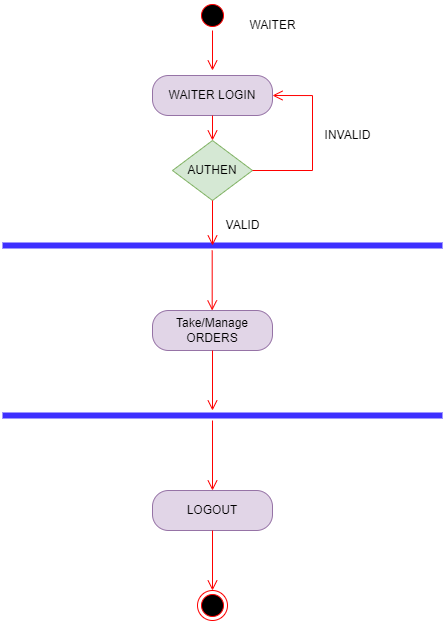 WAITER
WAITER LOGIN
INVALID
AUTHEN
VALID
Take/Manage
ORDERS
LOGOUT